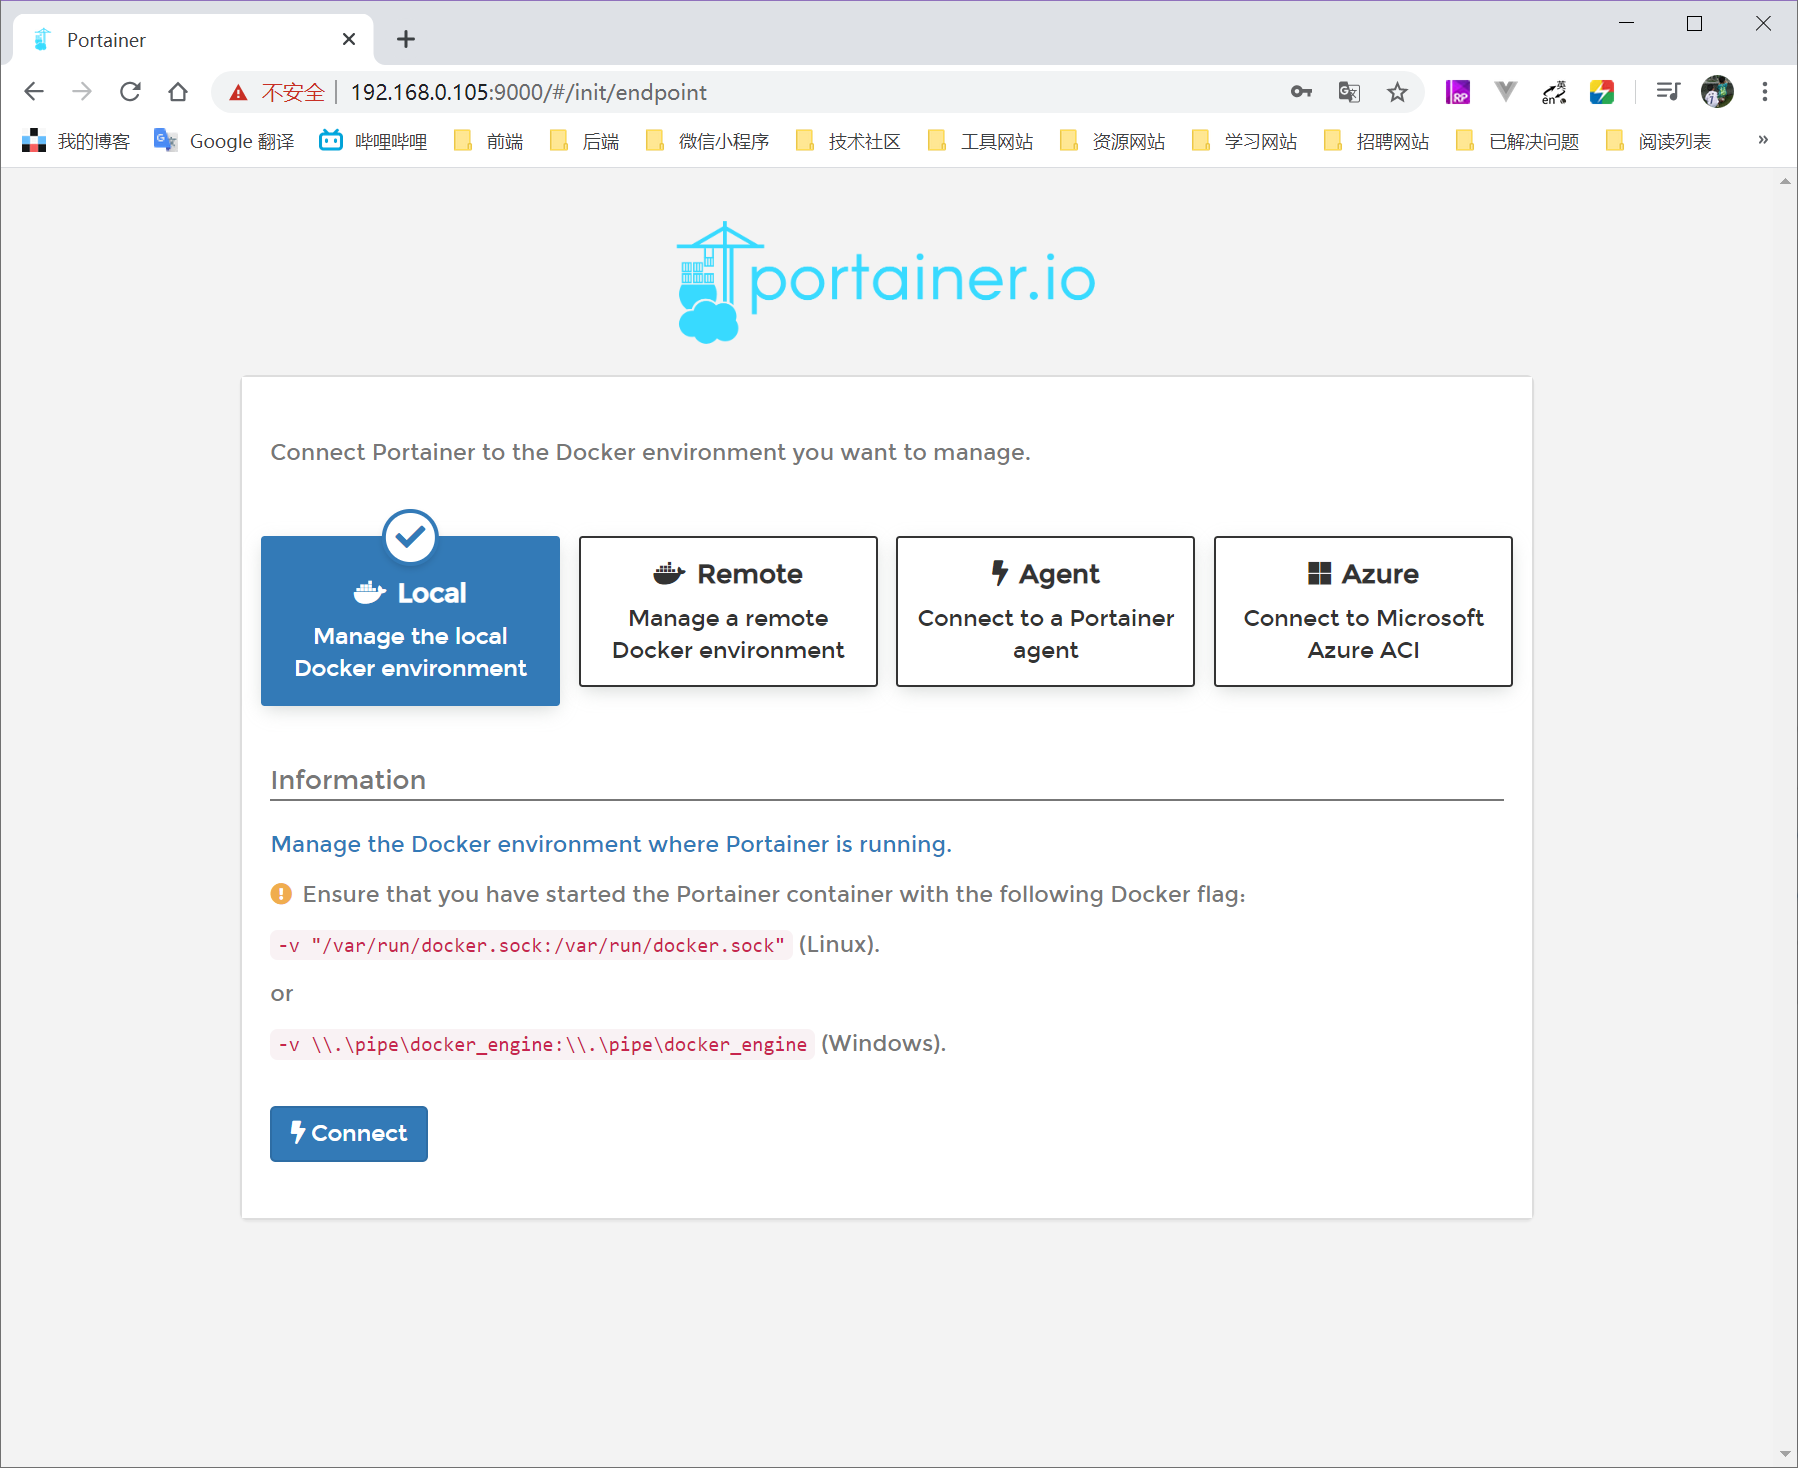 Portainer
不安全 192.168.0.105:9000/#/init/endpoint
我的博客 Google 翻译 哔哩哔哩 前端 后端 微信小程序 技术社区 工具网站 资源网站 学习网站 招聘网站 已解决问题 阅读列表 »
portainer.io
Connect Portainer to the Docker environment you want to manage.
Local
Manage the local
Docker environment
Remote
Manage a remote
Docker environment
Agent
Connect to a Portainer
agent
Azure
Connect to Microsoft
Azure ACI
Information
Manage the Docker environment where Portainer is running.
Ensure that you have started the Portainer container with the following Docker flag:
-v "/var/run/docker.sock:/var/run/docker.sock" (Linux).
or
-v \\.\pipe\docker_engine:\\.\pipe\docker_engine (Windows).
Connect